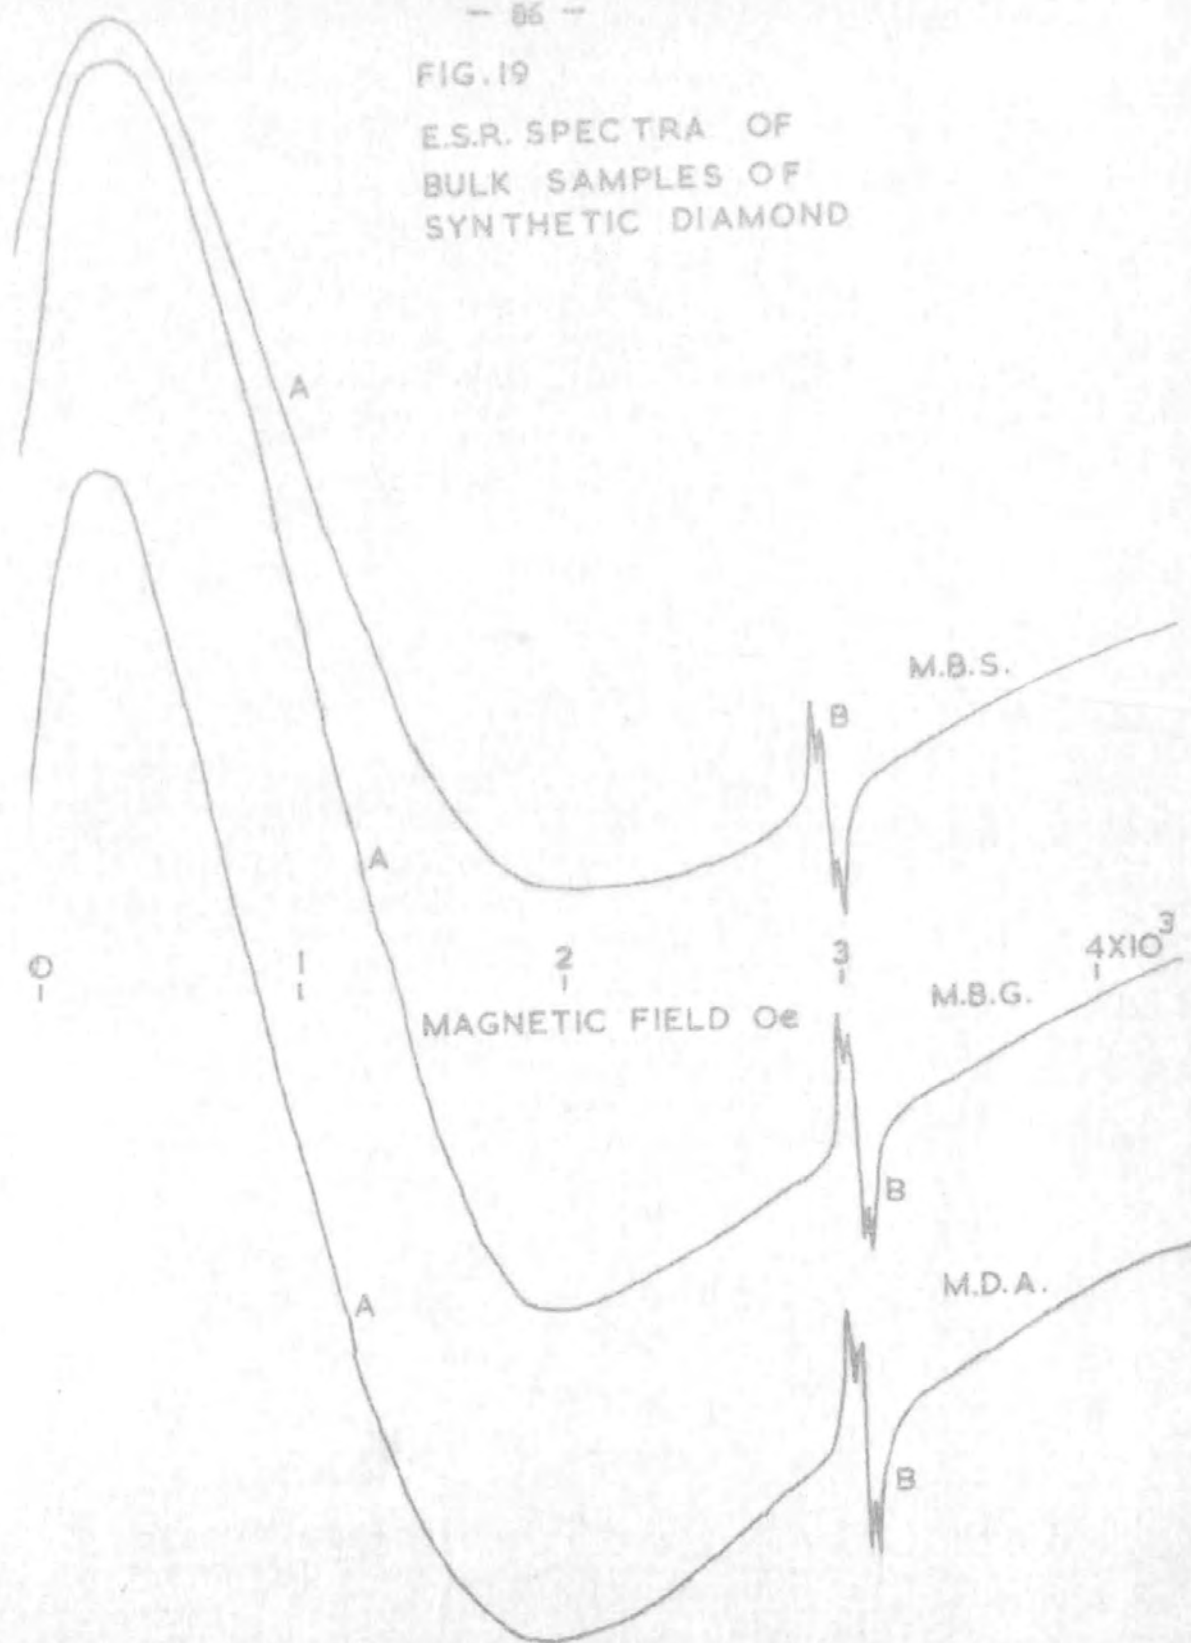 - 86 -
FIG.19
E.S.R. SPECTRA OF
BULK SAMPLES OF
SYNTHETIC DIAMOND
A
M.B.S.
B
A
0 1 2 3 4X10³
MAGNETIC FIELD Oe
M.B.G.
B
M.D.A.
A
B